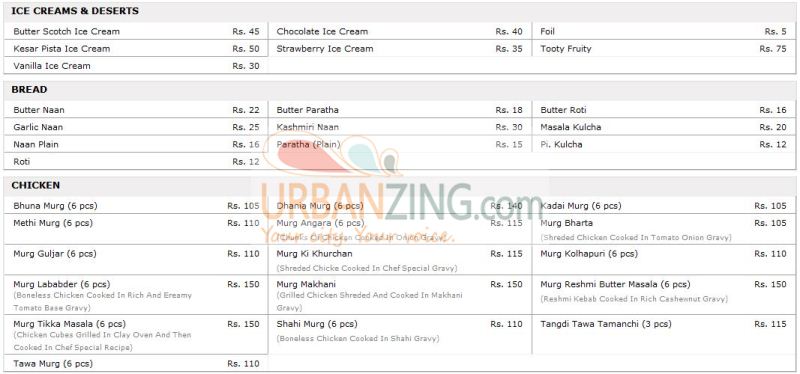 ICE CREAMS & DESERTS
Butter Scotch Ice Cream Rs. 45 Chocolate Ice Cream Rs. 40 Foil Rs. 5
Kesar Pista Ice Cream Rs. 50 Strawberry Ice Cream Rs. 35 Tooty Fruity Rs. 75
Vanilla Ice Cream Rs. 30
BREAD
Butter Naan Rs. 22 Butter Paratha Rs. 18 Butter Roti Rs. 16
Garlic Naan Rs. 25 Kashmiri Naan Rs. 30 Masala Kulcha Rs. 20
Naan Plain Rs. 16 Paratha (Plain) Rs. 15 Pi. Kulcha Rs. 12
Roti Rs. 12
CHICKEN
URBANZING.com
Your city. Your voice.
Bhuna Murg (6 pcs) Rs. 105 Dhania Murg (6 pcs) Rs. 140 Kadai Murg (6 pcs) Rs. 105
Methi Murg (6 pcs) Rs. 110 Murg Angara (6 pcs) Rs. 115 Murg Bharta Rs. 105
(Chunks Of Chicken Cooked In Onion Gravy) (Shredded Chicken Cooked In Tomato Onion Gravy)
Murg Guljar (6 pcs) Rs. 110 Murg Ki Khurchan Rs. 115 Murg Kolhapuri (6 pcs) Rs. 110
(Shreded Chicke Cooked In Chef Special Gravy)
Murg Lababder (6 pcs) Rs. 150 Murg Makhani Rs. 150 Murg Reshmi Butter Masala (6 pcs) Rs. 150
(Boneless Chicken Cooked In Rich And Ereamy (Grilled Chicken Shreded And Cooked In Makhani (Reshmi Kebab Cooked In Rich Cashewnut Gravy)
Tomato Base Gravy) Gravy)
Murg Tikka Masala (6 pcs) Rs. 150 Shahi Murg (6 pcs) Rs. 110 Tangdi Tawa Tamanchi (3 pcs) Rs. 115
(Chicken Cubes Grilled In Clay Oven And Then (Boneless Chicken Cooked In Shahi Gravy)
Cooked In Chef Special Recipe)
Tawa Murg (6 pcs) Rs. 110